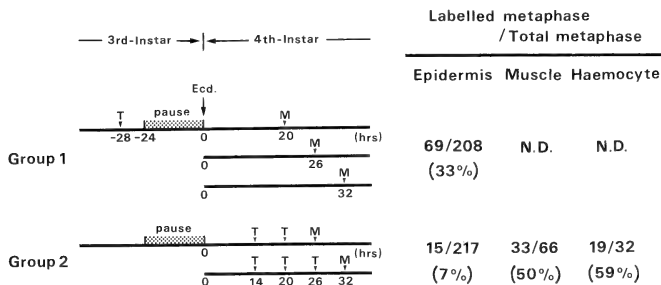 Labelled metaphase
/Total metaphase
3rd-Instar 4th-Instar
Epidermis Muscle Haemocyte
Ecd.
T pause M
-28 -24 0 20 (hrs)
Group 1
M
0 26
M
0 32
69/208 N.D. N.D.
(33%)
pause T T M
0 (hrs)
Group 2
T T T M
0 14 20 26 32
15/217 33/66 19/32
(7%) (50%) (59%)